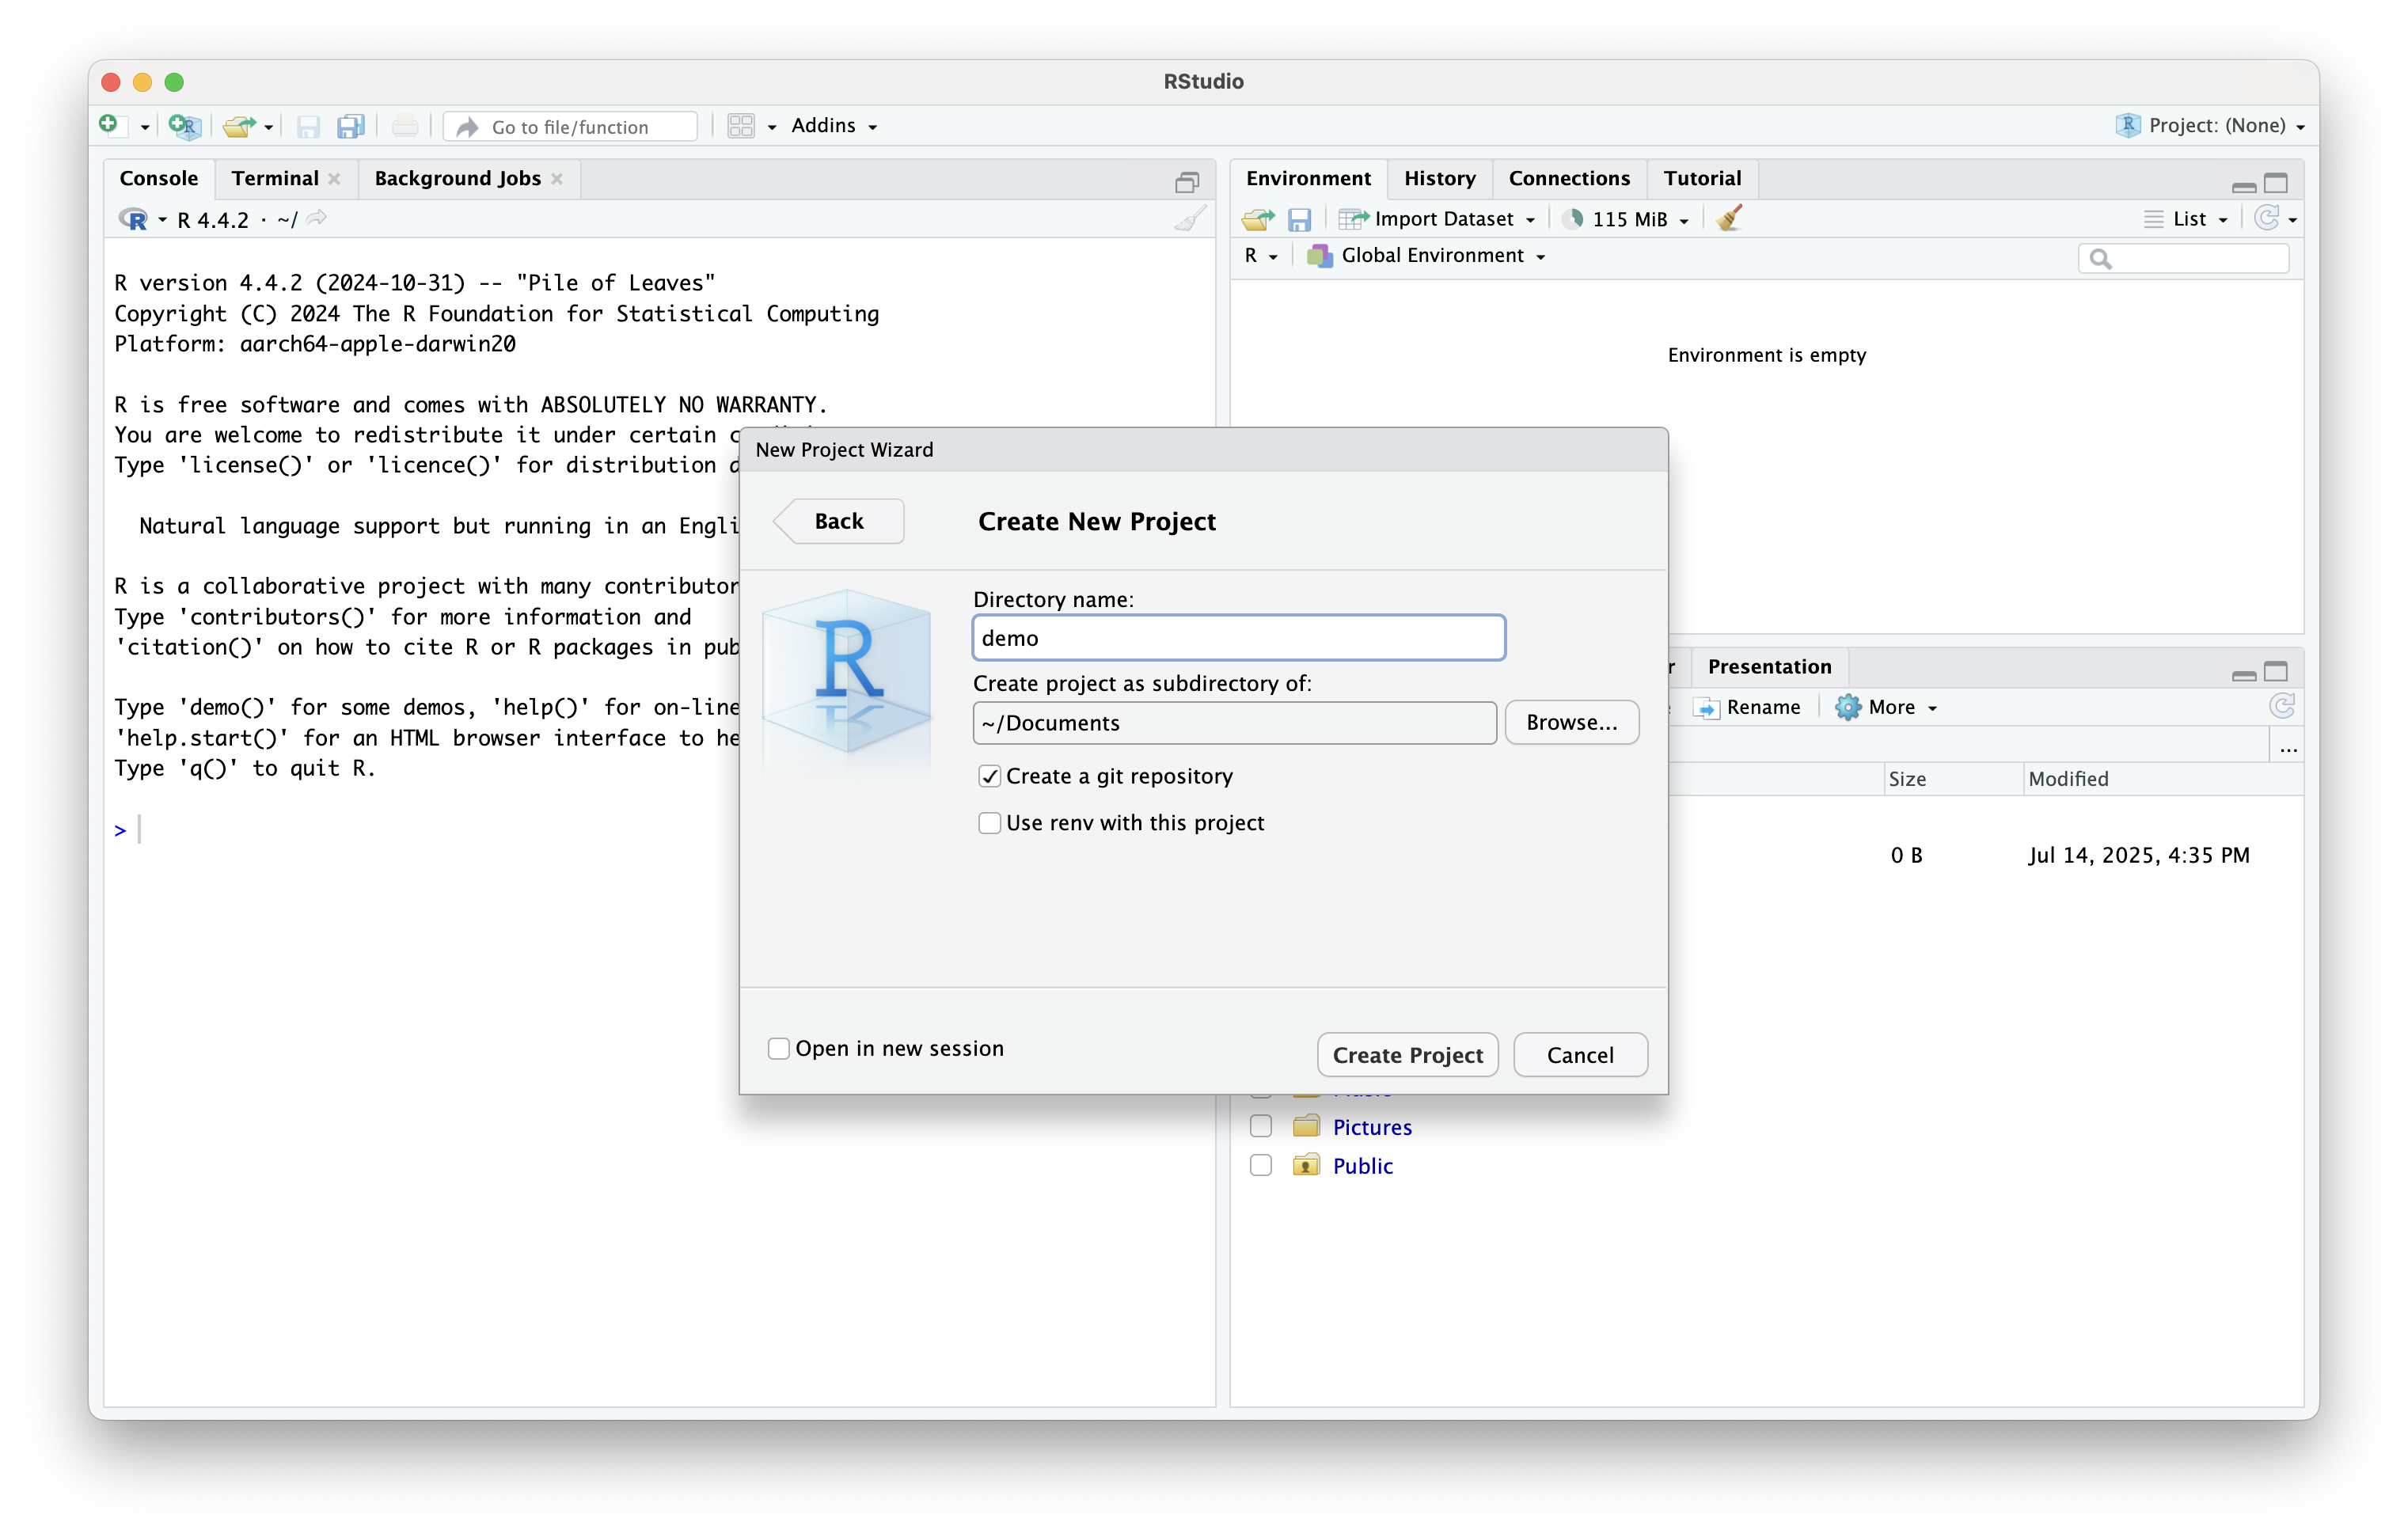 RStudio
Go to file/function
Addins
Project: (None)
Console
Terminal
Background Jobs
R 4.4.2 · ~/
R version 4.4.2 (2024-10-31) -- "Pile of Leaves"
Copyright (C) 2024 The R Foundation for Statistical Computing
Platform: aarch64-apple-darwin20
R is free software and comes with ABSOLUTELY NO WARRANTY.
You are welcome to redistribute it under certain
Type 'license()' or 'licence()' for distribution
Natural language support but running in an
R is a collaborative project with many
Type 'contributors()' for more information and
'citation()' on how to cite R or R packages in
Type 'demo()' for some demos, 'help()' for on-line
'help.start()' for an HTML browser interface to
Type 'q()' to quit R.
>
Environment
History
Connections
Tutorial
Import Dataset
115 MiB
List
R
Global Environment
Environment is empty
New Project Wizard
Back
Create New Project
R
Directory name:
demo
Create project as subdirectory of:
~/Documents
Browse...
Create a git repository
Use renv with this project
Open in new session
Create Project
Cancel
Presentation
Rename
More
...
Size
Modified
0 B
Jul 14, 2025, 4:35 PM
Pictures
Public